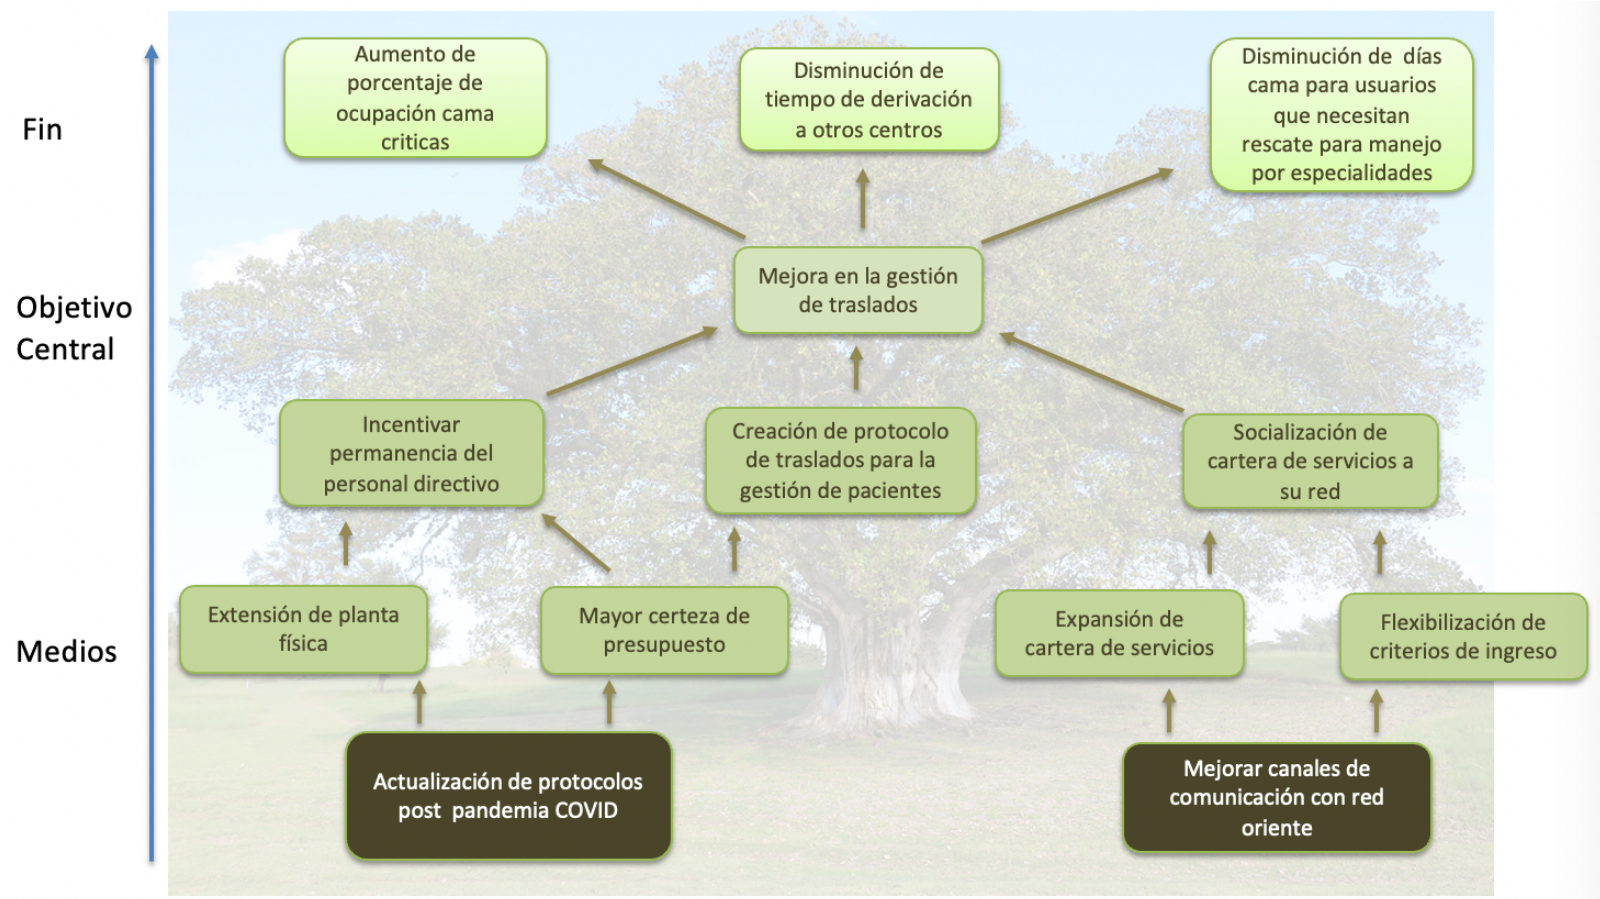 Fin
Aumento de
porcentaje de
ocupación cama
criticas
Disminución de
tiempo de derivación
a otros centros
Disminución de  días
cama para usuarios
que necesitan
rescate para manejo
por especialidades
Objetivo
Central
Mejora en la gestión
de traslados
Incentivar
permanencia del
personal directivo
Creación de protocolo
de traslados para la
gestión de pacientes
Socialización de
cartera de servicios a
su red
Medios
Extensión de planta
física
Mayor certeza de
presupuesto
Expansión de
cartera de servicios
Flexibilización de
criterios de ingreso
Actualización de protocolos
post  pandemia COVID
Mejorar canales de
comunicación con red
oriente